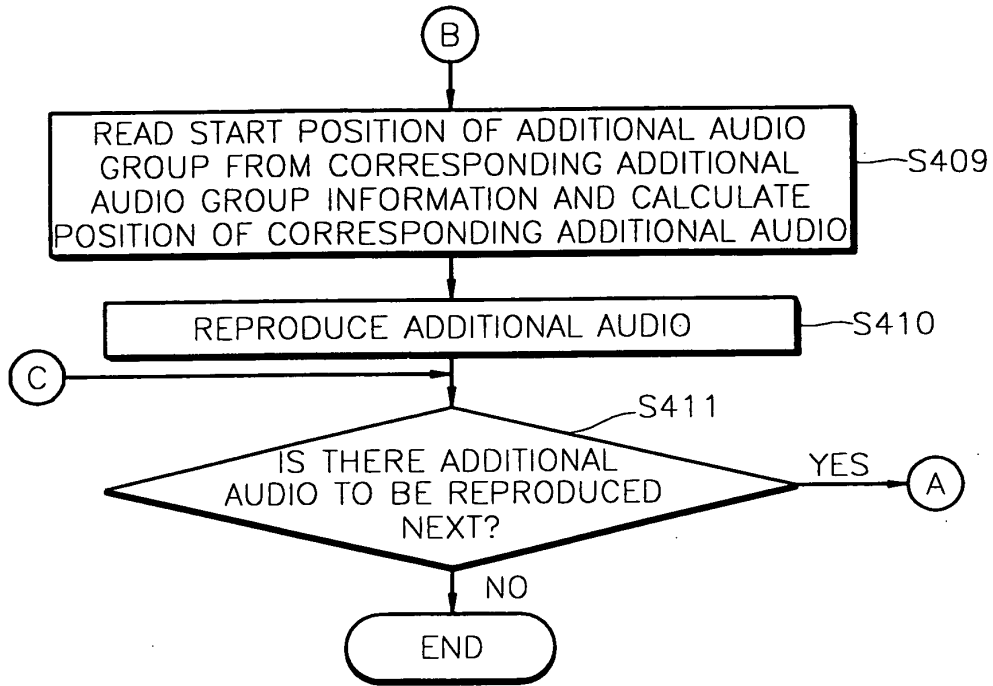 B
READ START POSITION OF ADDITIONAL AUDIO
GROUP FROM CORRESPONDING ADDITIONAL
AUDIO GROUP INFORMATION AND CALCULATE
POSITION OF CORRESPONDING ADDITIONAL AUDIO
S409
REPRODUCE ADDITIONAL AUDIO
S410
C
S411
IS THERE ADDITIONAL
AUDIO TO BE REPRODUCED
NEXT?
YES
A
NO
END